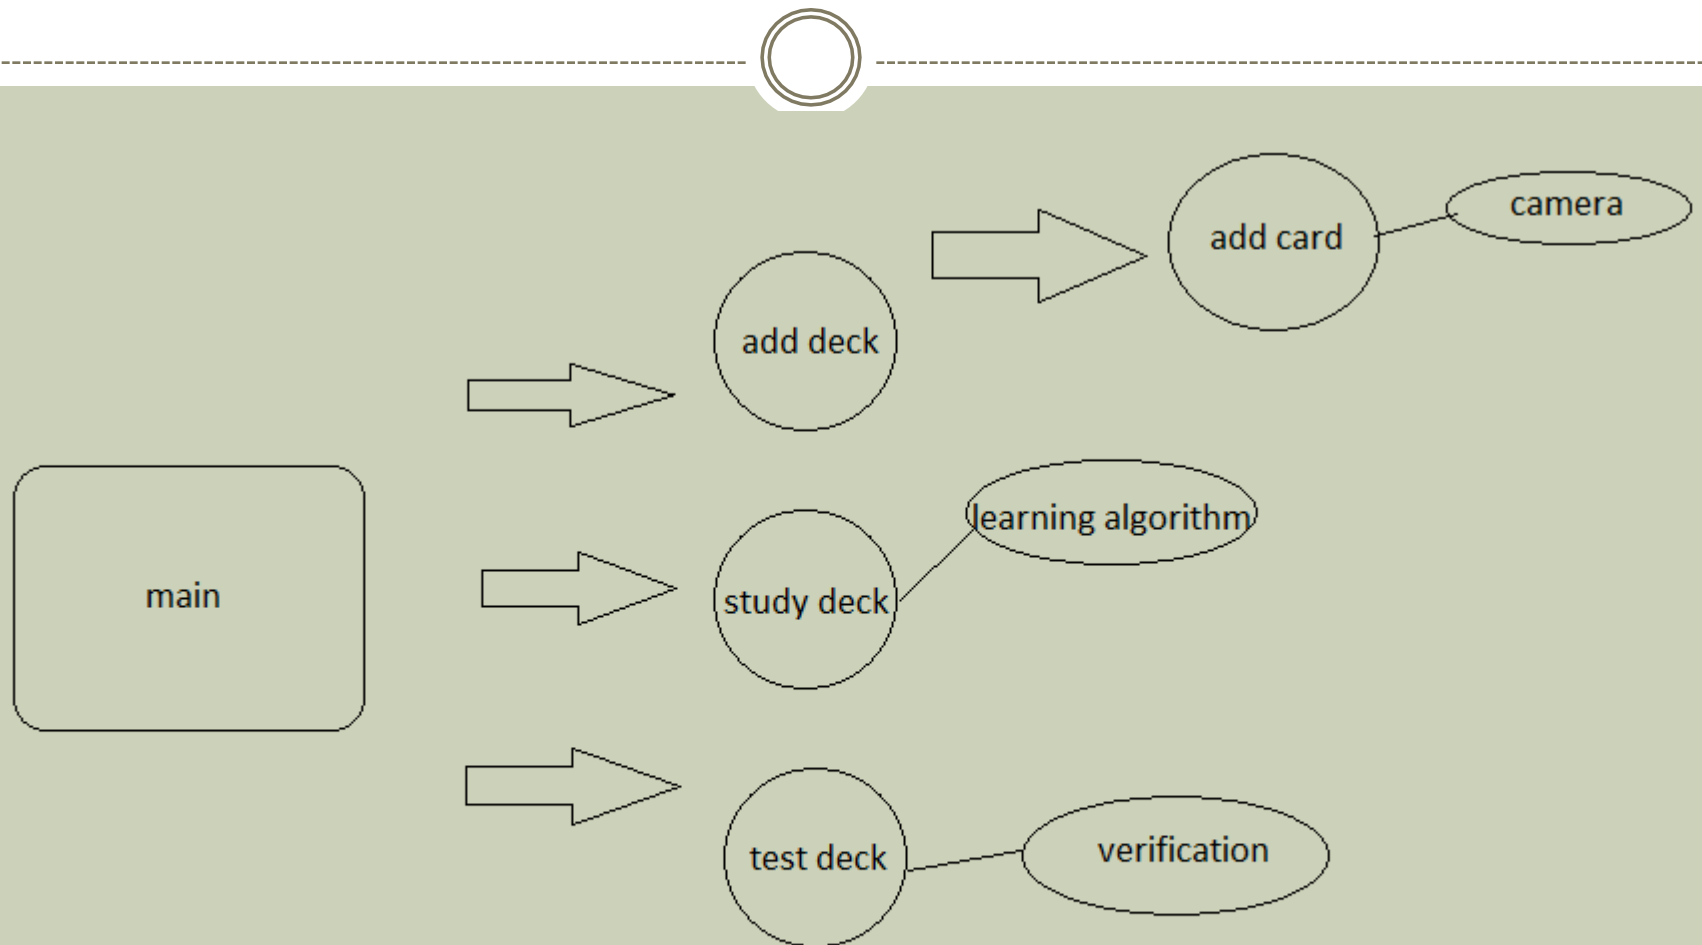 camera
add card
add deck
learning algorithm
main
study deck
verification
test deck